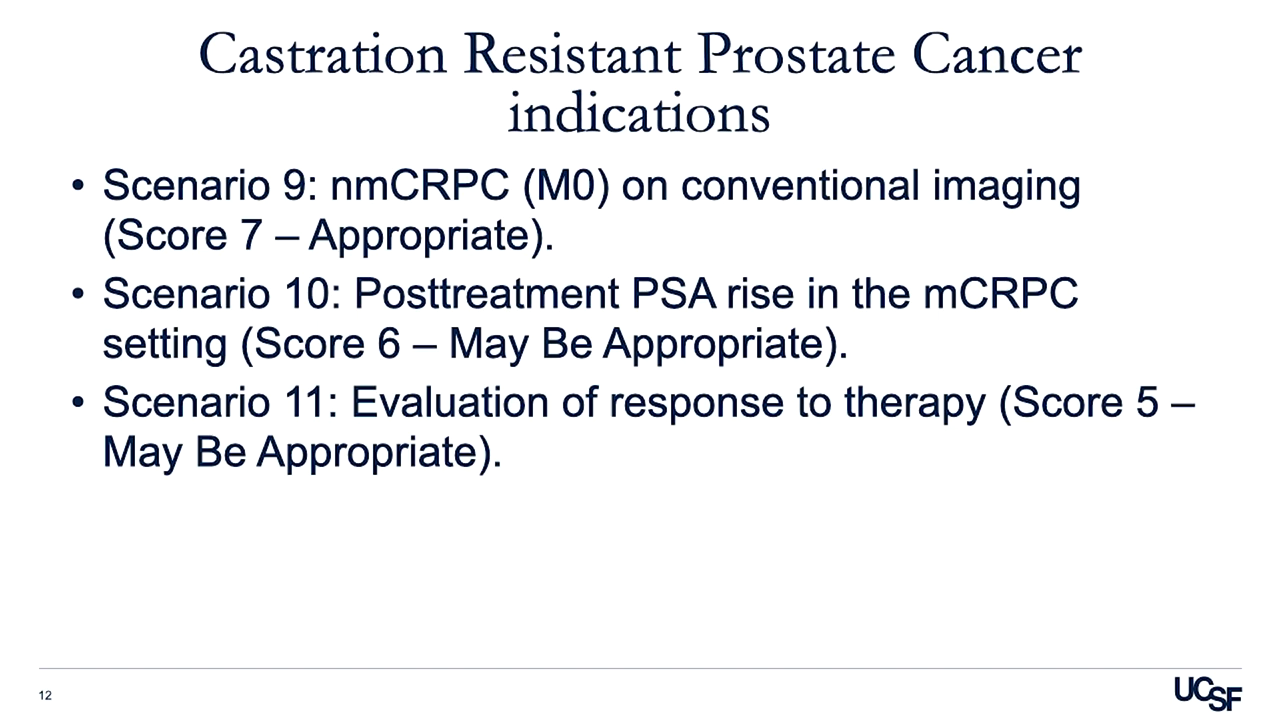 Castration Resistant Prostate Cancer
indications
• Scenario 9: nmCRPC (M0) on conventional imaging
(Score 7 – Appropriate).
• Scenario 10: Posttreatment PSA rise in the mCRPC
setting (Score 6 – May Be Appropriate).
• Scenario 11: Evaluation of response to therapy (Score 5 –
May Be Appropriate).
12
UCSF